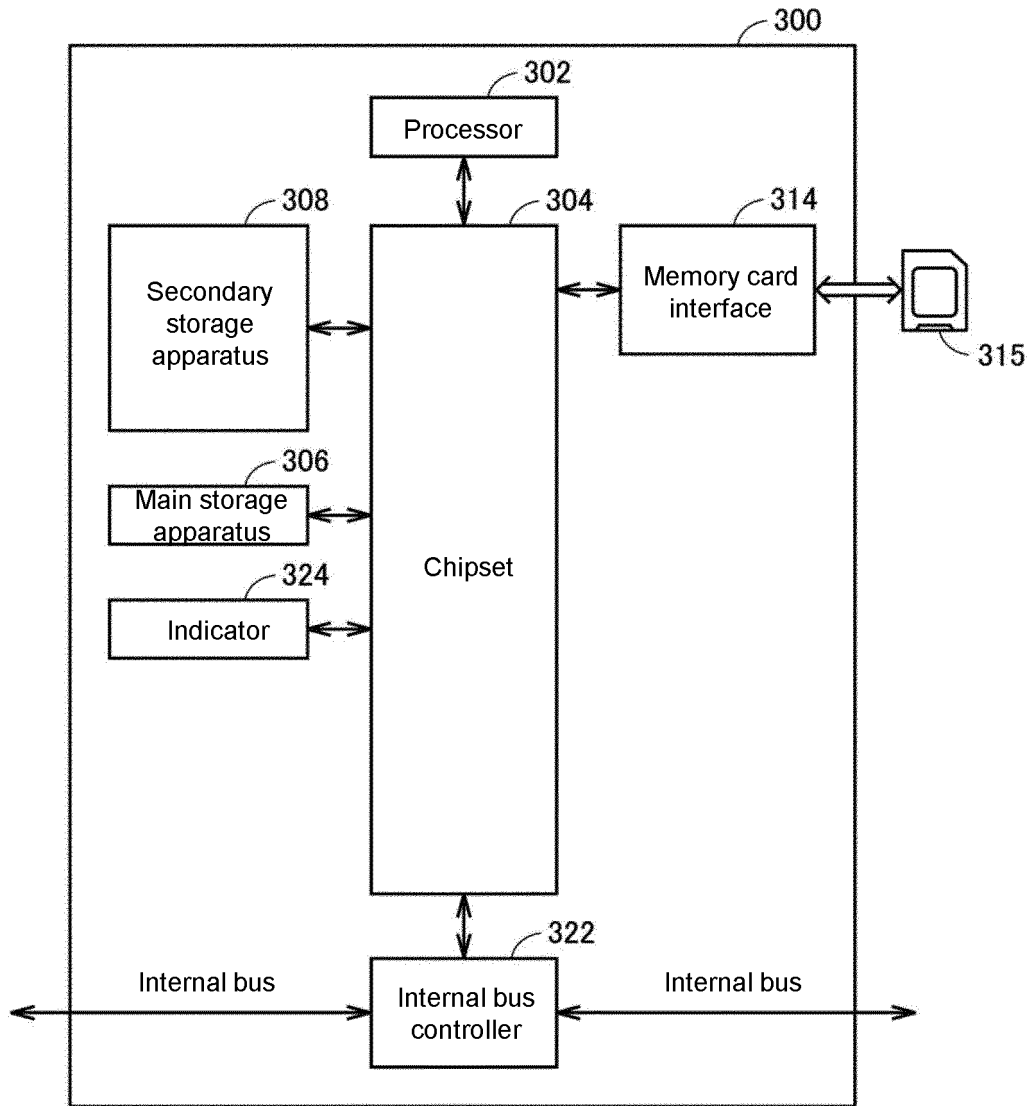 300
302
Processor
308
304
314
Secondary
storage
apparatus
Memory card
interface
315
306
Main storage
apparatus
Chipset
324
Indicator
322
Internal bus
Internal bus
controller
Internal bus